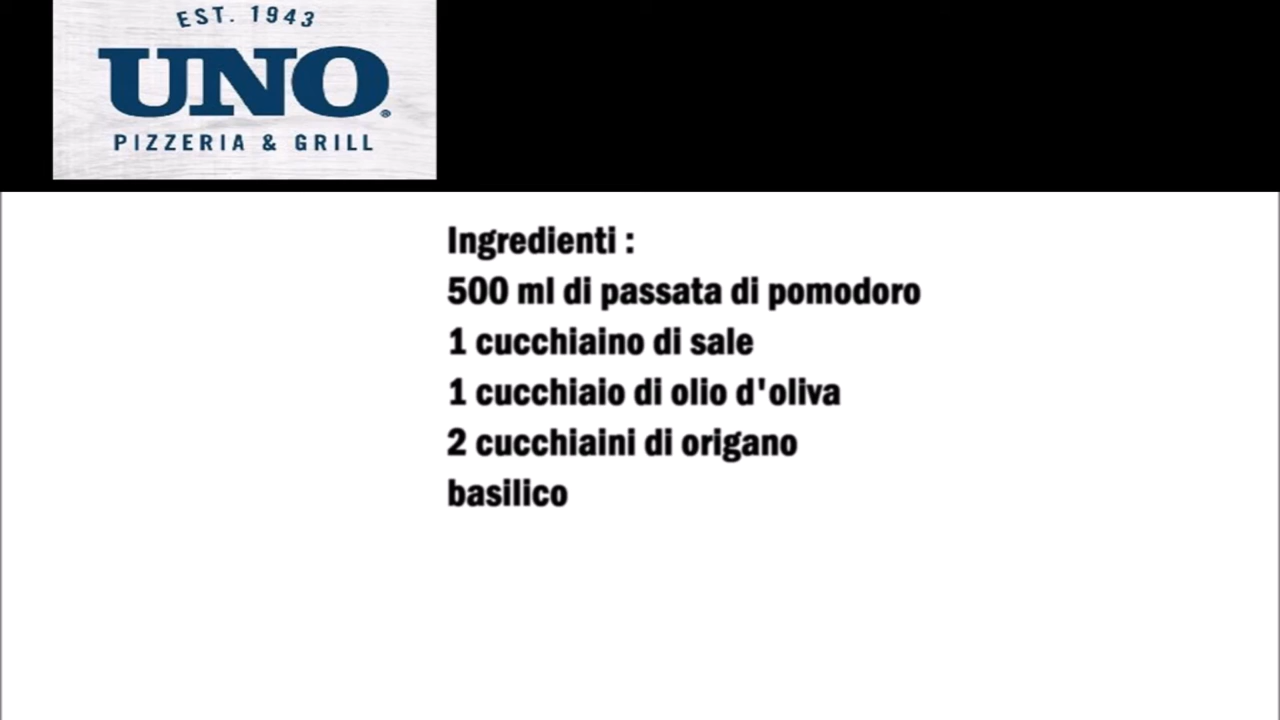 EST. 1943
UNO®
PIZZERIA & GRILL
Ingredienti :
500 ml di passata di pomodoro
1 cucchiaino di sale
1 cucchiaio di olio d'oliva
2 cucchiaini di origano
basilico